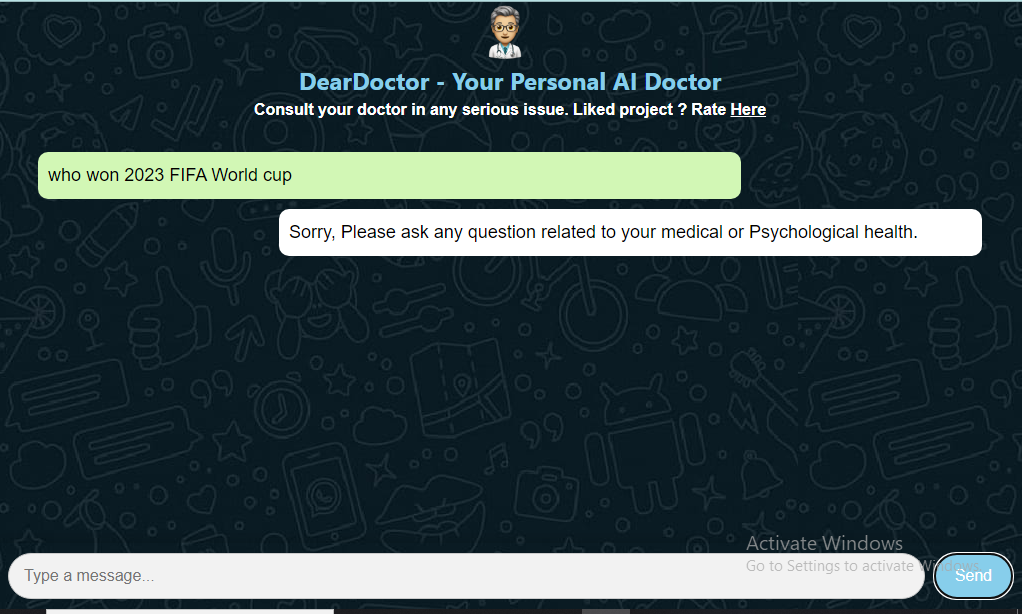 DearDoctor - Your Personal AI Doctor
Consult your doctor in any serious issue. Liked project ? Rate Here
who won 2023 FIFA World cup
Sorry, Please ask any question related to your medical or Psychological health.
Activate Windows
Go to Settings to activate Windows.
Type a message...
Send